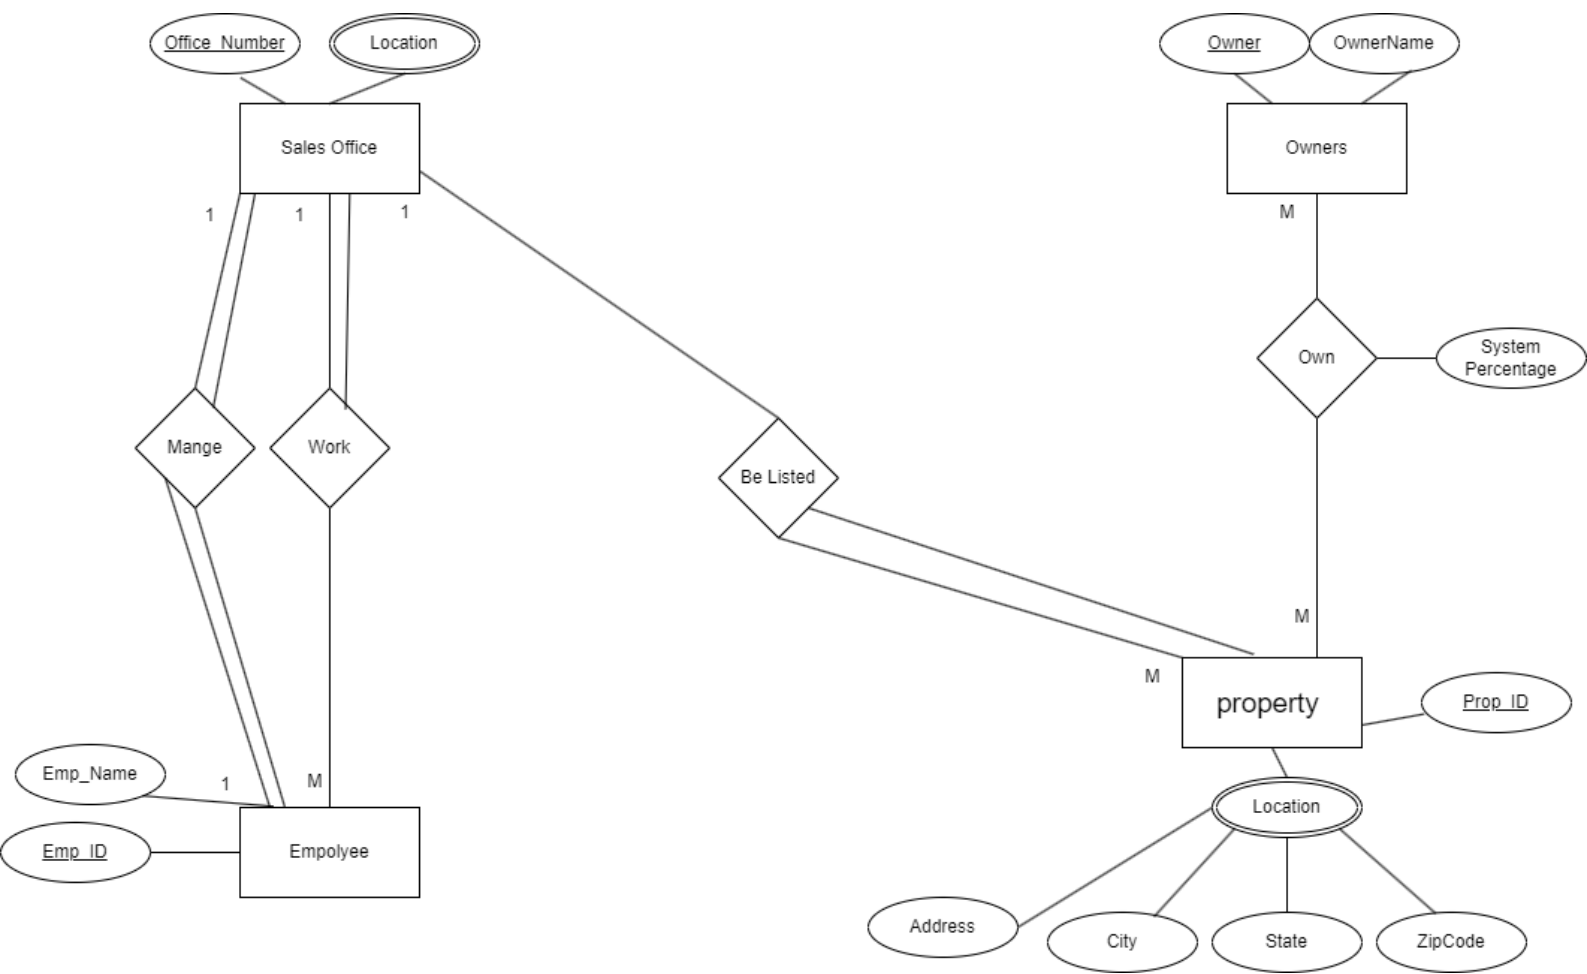 Office_Number
Location
Owner
OwnerName
Sales Office
Owners
1
1
1
M
Own
System
Percentage
Mange
Work
Be Listed
M
M
property
Prop_ID
Emp_Name
1
M
Location
Emp_ID
Empolyee
Address
City
State
ZipCode